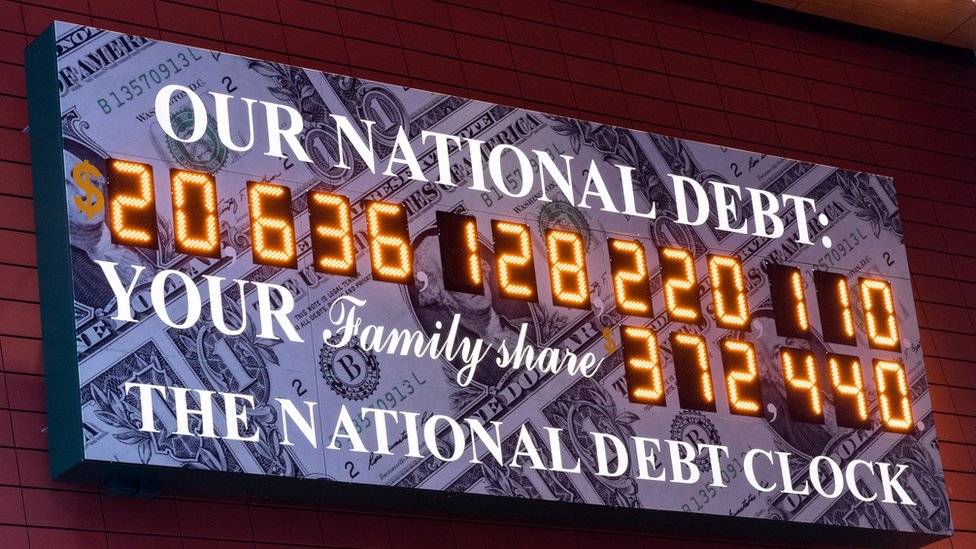 OUR NATIONAL DEBT:
$20,636,128,220,110
YOUR Family share $372,440
THE NATIONAL DEBT CLOCK